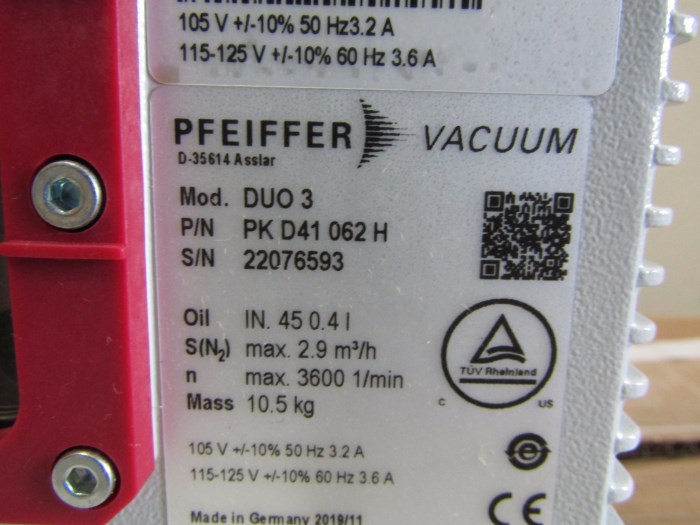 105 V +/-10% 50 Hz3.2 A
115-125 V +/-10% 60 Hz 3.6 A
PFEIFFER VACUUM
D-35614 Asslar
Mod. DUO 3
P/N PK D41 062 H
S/N 22076593
Oil IN. 45 0.4 l
S(N₂) max. 2.9 m³/h
n max. 3600 1/min
Mass 10.5 kg
TÜV Rheinland
C US
105 V +/-10% 50 Hz 3.2 A
115-125 V +/-10% 60 Hz 3.6 A
e
Made in Germany 2019/11
CE